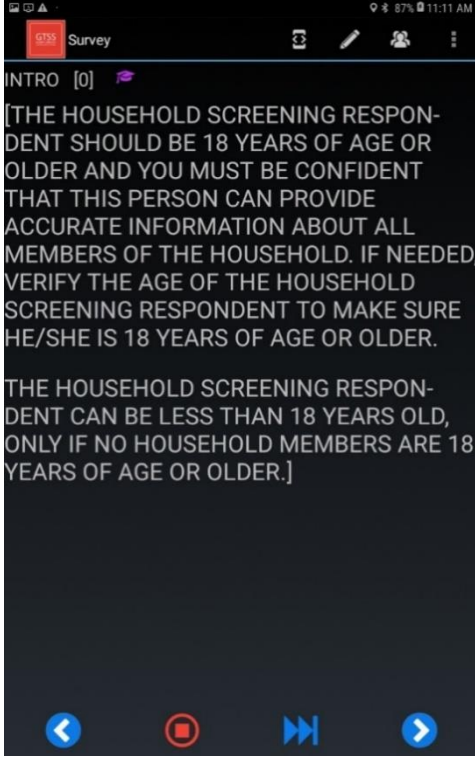 87% 11:11 AM
GTSS
Survey
INTRO [0]
[THE HOUSEHOLD SCREENING RESPON-
DENT SHOULD BE 18 YEARS OF AGE OR
OLDER AND YOU MUST BE CONFIDENT
THAT THIS PERSON CAN PROVIDE
ACCURATE INFORMATION ABOUT ALL
MEMBERS OF THE HOUSEHOLD. IF NEEDED,
VERIFY THE AGE OF THE HOUSEHOLD
SCREENING RESPONDENT TO MAKE SURE
HE/SHE IS 18 YEARS OF AGE OR OLDER.
THE HOUSEHOLD SCREENING RESPON-
DENT CAN BE LESS THAN 18 YEARS OLD,
ONLY IF NO HOUSEHOLD MEMBERS ARE 18
YEARS OF AGE OR OLDER.]